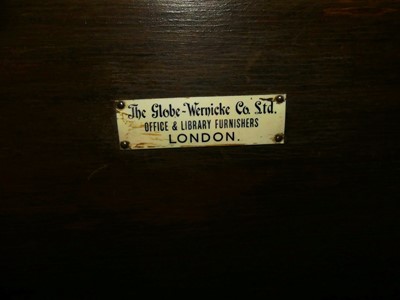 The Globe-Wernicke Co. Ltd.
OFFICE & LIBRARY FURNISHERS
LONDON.